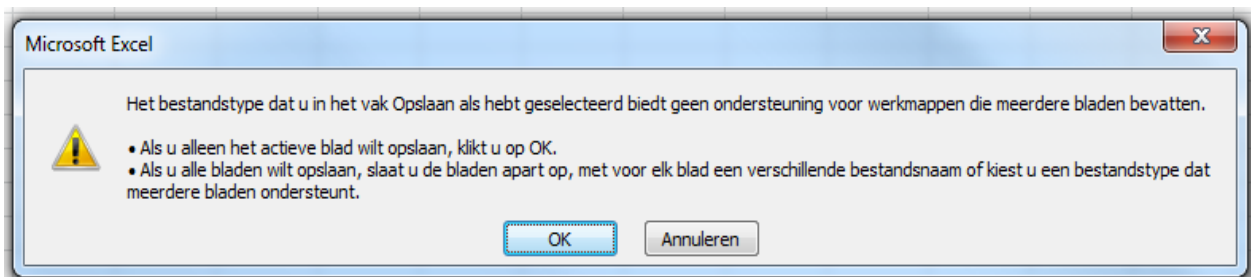 Microsoft Excel
X
Het bestandstype dat u in het vak Opslaan als hebt geselecteerd biedt geen ondersteuning voor werkmappen die meerdere bladen bevatten.
• Als u alleen het actieve blad wilt opslaan, klikt u op OK.
• Als u alle bladen wilt opslaan, slaat u de bladen apart op, met voor elk blad een verschillende bestandsnaam of kiest u een bestandstype dat
meerdere bladen ondersteunt.
OK Annuleren